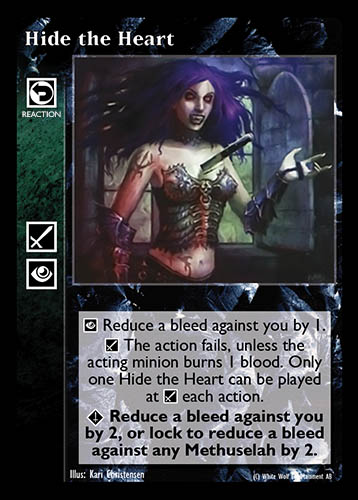 Hide the Heart
REACTION
Reduce a bleed against you by 1.
The action fails, unless the
acting minion burns 1 blood. Only
one Hide the Heart can be played
at each action.
Reduce a bleed against you
by 2, or lock to reduce a bleed
against any Methuselah by 2.
Illus: Kari Christensen
(C) White Wolf Entertainment AB